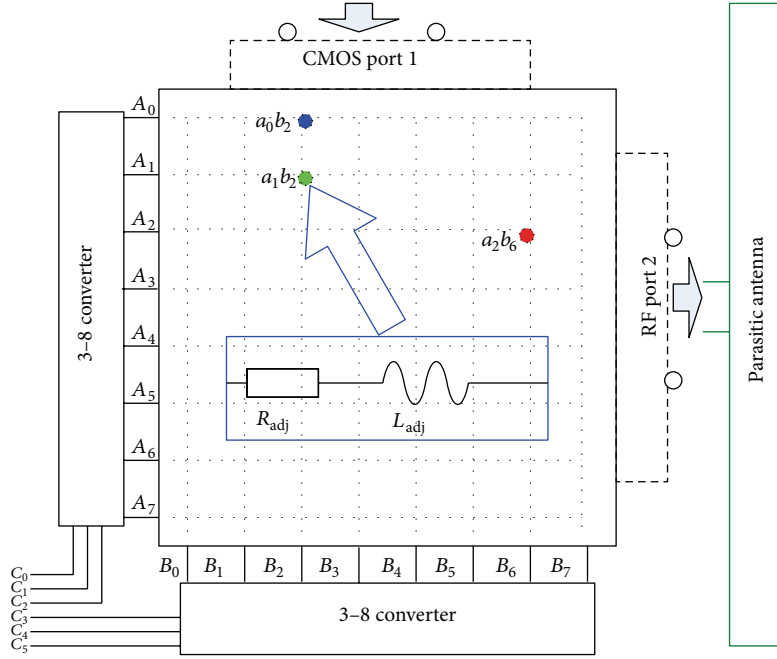 CMOS port 1
A0
A1
A2
A3
A4
A5
A6
A7
a0b2
a1b2
a2b6
3–8 converter
RF port 2
Parasitic antenna
Radj
Ladj
B0 B1 B2 B3 B4 B5 B6 B7
3–8 converter
C0
C1
C2
C3
C4
C5